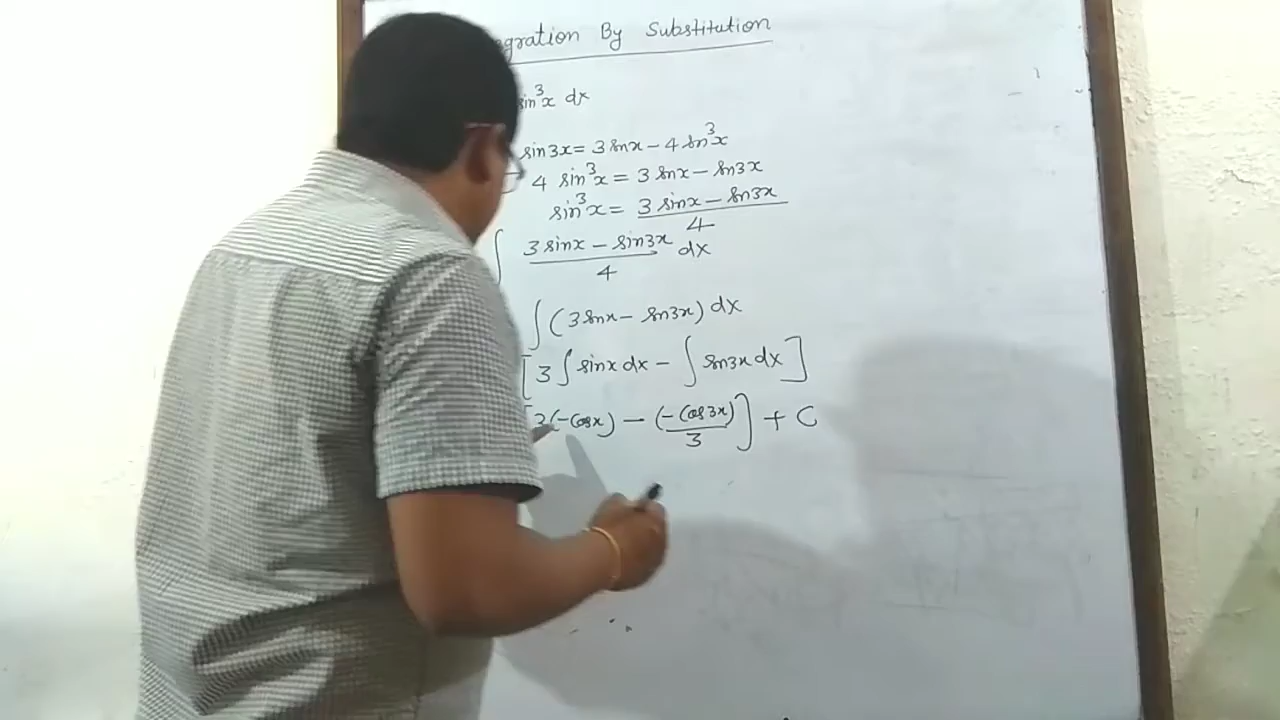 egration By Substitution
sin³x dx
sin3x = 3 sinx - 4 sin³x
4 sin³x = 3 sinx - sin3x
sin³x = 3 sinx - sin3x / 4
∫ 3 sinx - sin3x / 4 dx
∫ (3 sinx - sin3x) dx
[3 ∫ sinx dx - ∫ sin3x dx]
[3(-cosx) - (-cos3x)/3] + C